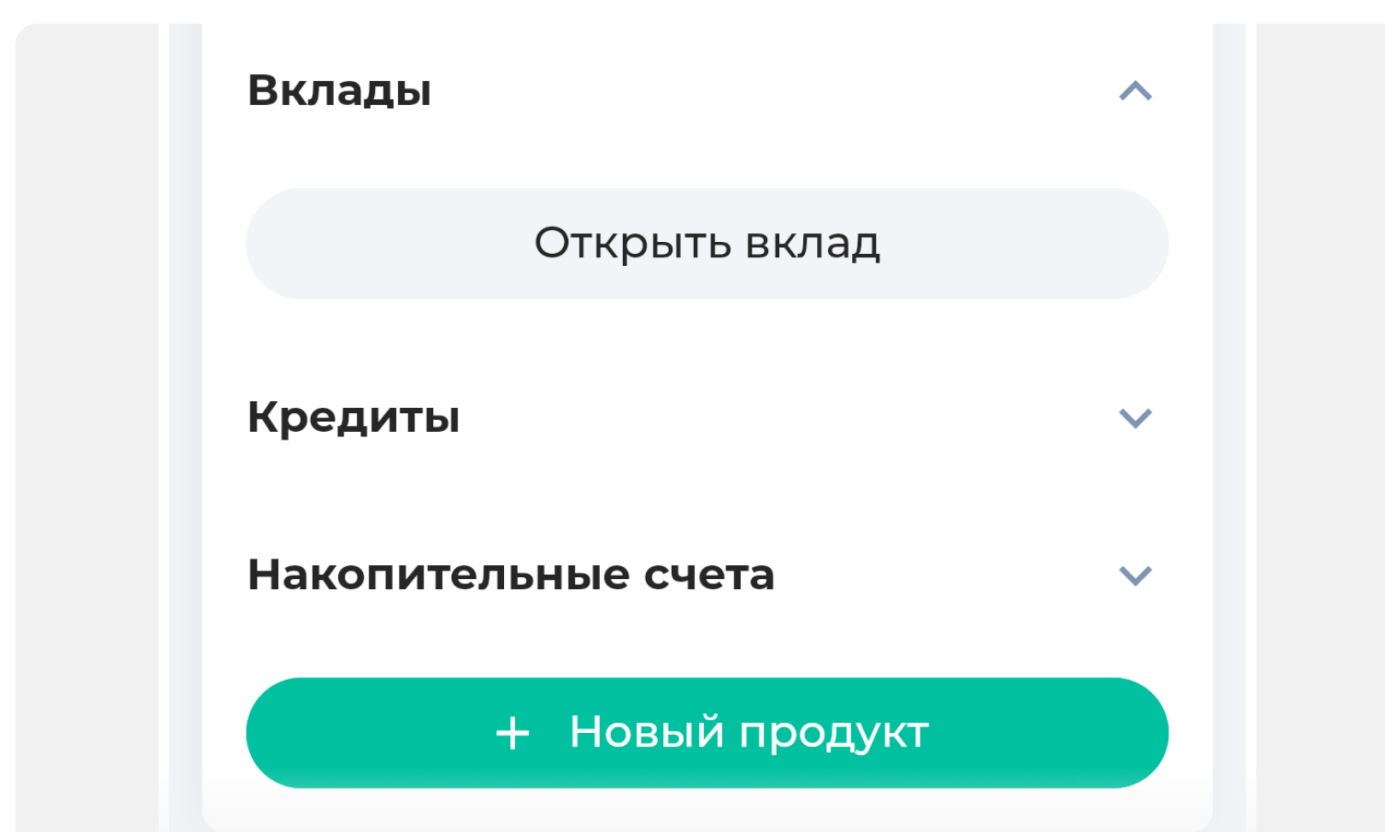 Вклады
Открыть вклад
Кредиты
Накопительные счета
+ Новый продукт